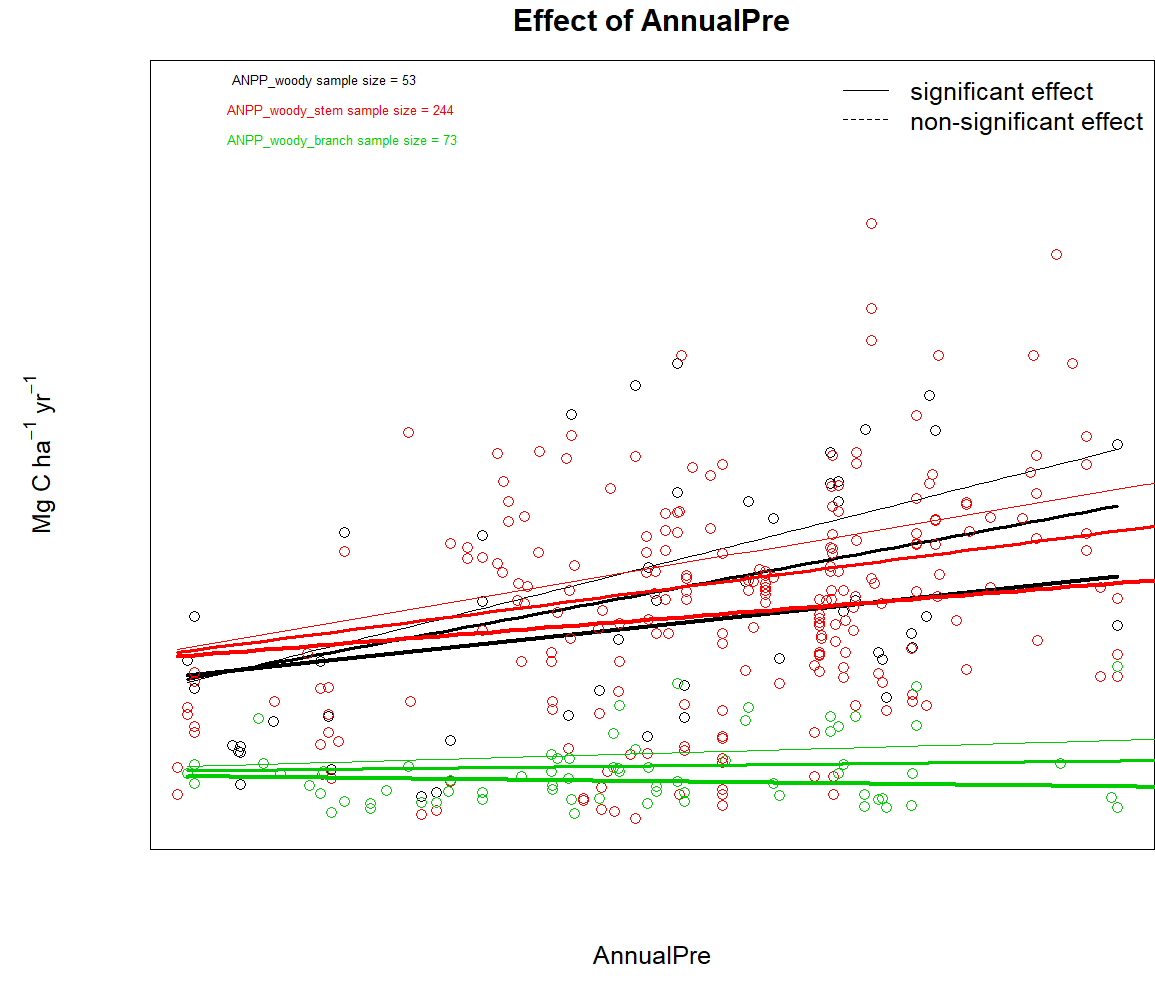 Effect of AnnualPre
ANPP_woody sample size = 53
ANPP_woody_stem sample size = 244
ANPP_woody_branch sample size = 73
significant effect
non-significant effect
Mg C ha⁻¹ yr⁻¹
AnnualPre